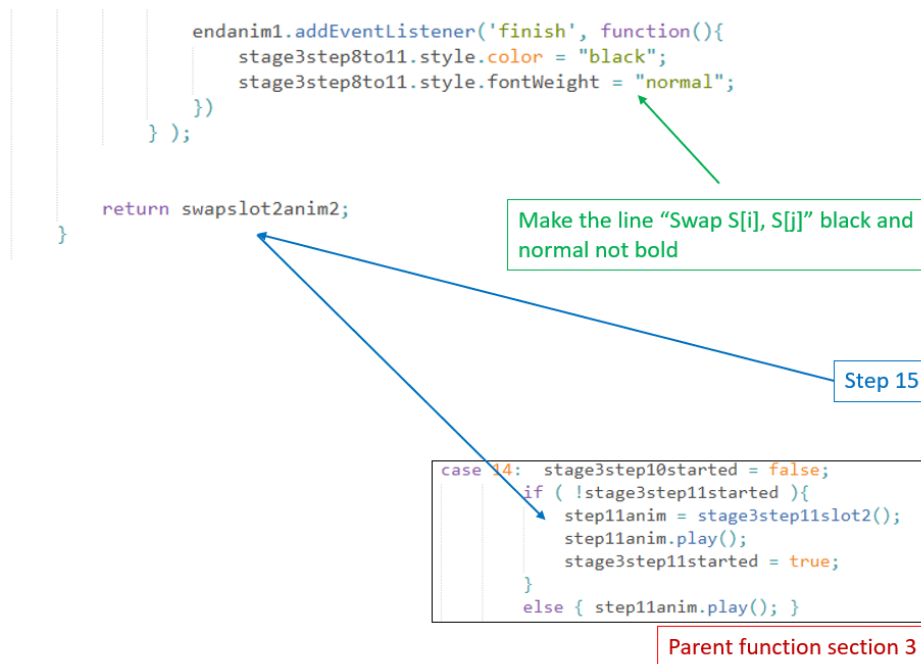 endanim1.addEventListener('finish', function(){
stage3step8to11.style.color = "black";
stage3step8to11.style.fontWeight = "normal";
})
} );
return swapslot2anim2;
}
Make the line “Swap S[i], S[j]” black and
normal not bold
Step 15
case 14: stage3step10started = false;
if ( !stage3step11started ){
step11anim = stage3step11slot2();
step11anim.play();
stage3step11started = true;
}
else { step11anim.play(); }
Parent function section 3